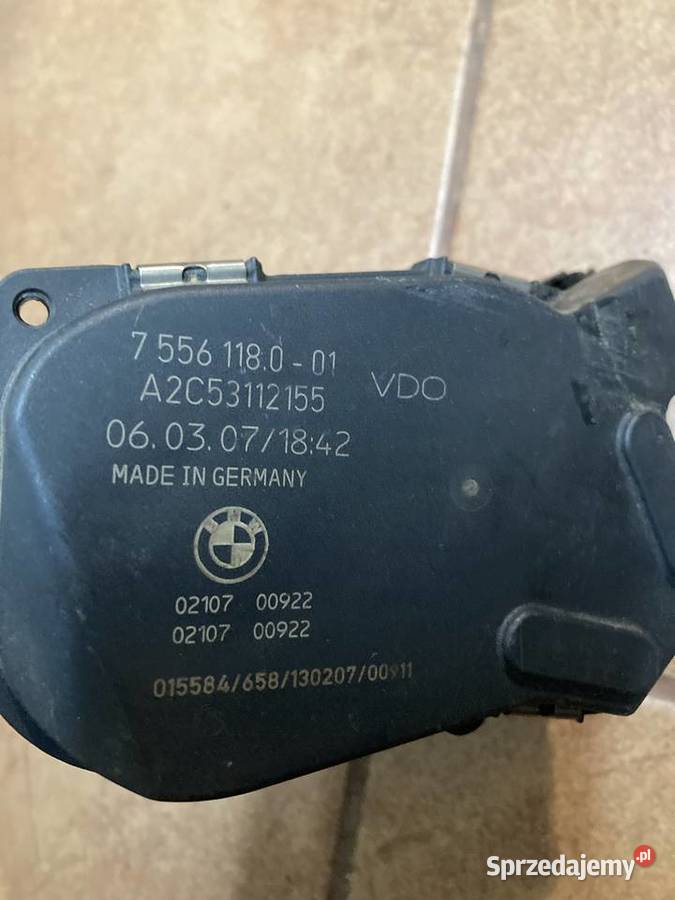 7 556 118.0 - 01
A2C53112155
VDO
06.03.07/18:42
MADE IN GERMANY
BMW
02107 00922
02107 00922
015584/658/130207/00911
Sprzedajemy.pl